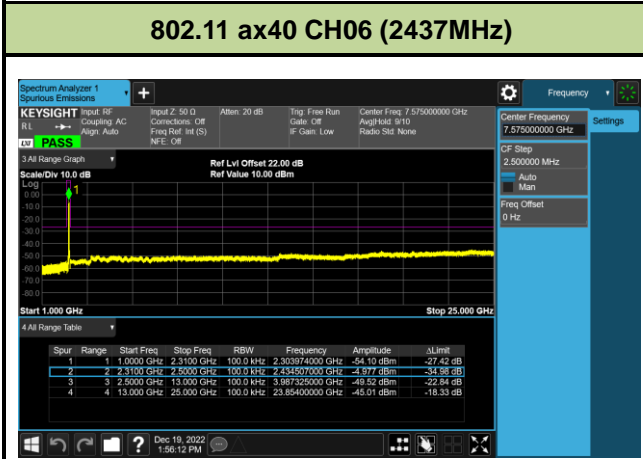 802.11 ax40 CH06 (2437MHz)
Spectrum Analyzer 1
Spurious Emissions
Frequency
KEYSIGHT Input: RF Input Z: 50 Ω Atten: 20 dB Trig: Free Run Center Freq: 7.575000000 GHz
R L Coupling: AC Corrections: Off Gate: Off Avg|Hold: 9/10
Align: Auto Freq Ref: Int (S) IF Gain: Low Radio Std: None
NFE: Off
LXI PASS
Center Frequency
7.575000000 GHz
Settings
CF Step
2.500000 MHz
Auto
Man
Freq Offset
0 Hz
3 All Range Graph
Ref Lvl Offset 22.00 dB
Scale/Div 10.0 dB Ref Value 10.00 dBm
Log
1
0.00
-10.0
-20.0
-30.0
-40.0
-50.0
-60.0
-70.0
-80.0
Start 1.000 GHz Stop 25.000 GHz
4 All Range Table
Spur Range Start Freq Stop Freq RBW Frequency Amplitude ΔLimit
1 1 1.0000 GHz 2.3100 GHz 100.0 kHz 2.303974000 GHz -54.10 dBm -27.42 dB
2 2 2.3100 GHz 2.5000 GHz 100.0 kHz 2.434507000 GHz -4.977 dBm -34.98 dB
3 3 2.5000 GHz 13.000 GHz 100.0 kHz 3.987325000 GHz -49.52 dBm -22.84 dB
4 4 13.000 GHz 25.000 GHz 100.0 kHz 23.85400000 GHz -45.01 dBm -18.33 dB
Dec 19, 2022
1:56:12 PM